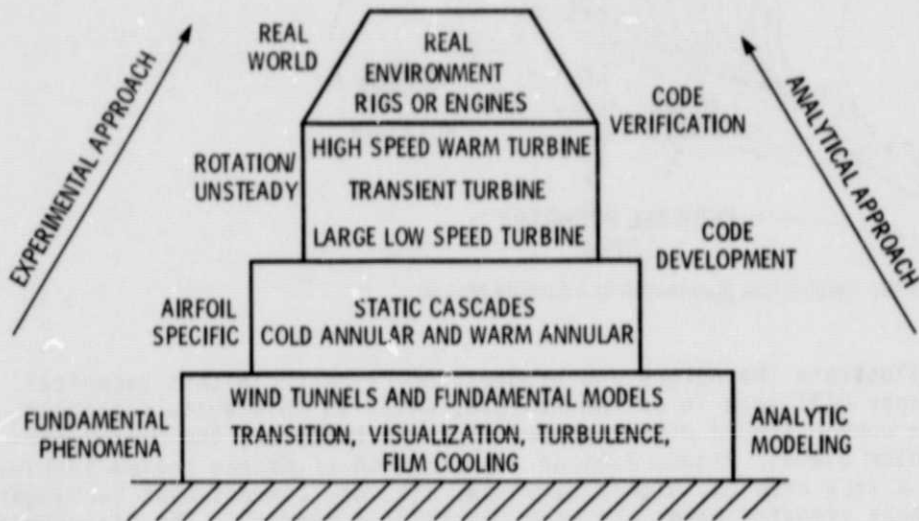 EXPERIMENTAL APPROACH
REAL
WORLD
REAL
ENVIRONMENT
RIGS OR ENGINES
CODE
VERIFICATION
ANALYTICAL APPROACH
ROTATION/
UNSTEADY
HIGH SPEED WARM TURBINE
TRANSIENT TURBINE
LARGE LOW SPEED TURBINE
CODE
DEVELOPMENT
AIRFOIL
SPECIFIC
STATIC CASCADES
COLD ANNULAR AND WARM ANNULAR
FUNDAMENTAL
PHENOMENA
WIND TUNNELS AND FUNDAMENTAL MODELS
TRANSITION, VISUALIZATION, TURBULENCE,
FILM COOLING
ANALYTIC
MODELING